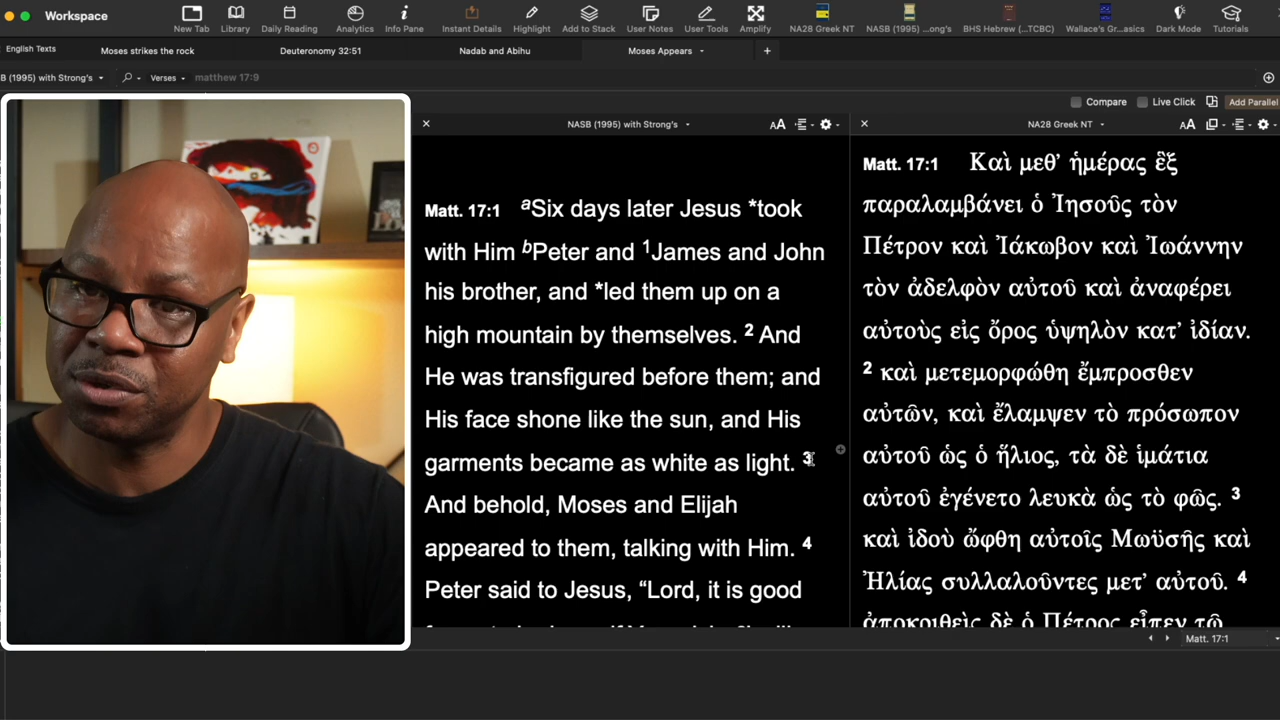 Workspace
New Tab
Library
Daily Reading
Analytics
Info Pane
Instant Details
Highlight
Add to Stack
User Notes
User Tools
Amplify
NA28 Greek NT
NASB (1995) ...ong's
BHS Hebrew (...TCBC)
Wallace's Gr...asics
Dark Mode
Tutorials
English Texts
Moses strikes the rock
Deuteronomy 32:51
Nadab and Abihu
Moses Appears
+
B (1995) with Strong's
Verses
matthew 17:9
Compare
Live Click
Add Parallel
NASB (1995) with Strong's
AA
Matt. 17:1 aSix days later Jesus *took
with Him bPeter and 1James and John
his brother, and *led them up on a
high mountain by themselves. 2 And
He was transfigured before them; and
His face shone like the sun, and His
garments became as white as light. 3
And behold, Moses and Elijah
appeared to them, talking with Him. 4
Peter said to Jesus, “Lord, it is good
NA28 Greek NT
AA
Matt. 17:1 Καὶ μεθ’ ἡμέρας ἓξ
παραλαμβάνει ὁ Ἰησοῦς τὸν
Πέτρον καὶ Ἰάκωβον καὶ Ἰωάννην
τὸν ἀδελφὸν αὐτοῦ καὶ ἀναφέρει
αὐτοὺς εἰς ὄρος ὑψηλὸν κατ’ ἰδίαν.
2 καὶ μετεμορφώθη ἔμπροσθεν
αὐτῶν, καὶ ἔλαμψεν τὸ πρόσωπον
αὐτοῦ ὡς ὁ ἥλιος, τὰ δὲ ἱμάτια
αὐτοῦ ἐγένετο λευκὰ ὡς τὸ φῶς. 3
καὶ ἰδοὺ ὤφθη αὐτοῖς Μωϋσῆς καὶ
Ἠλίας συλλαλοῦντες μετ’ αὐτοῦ. 4
ἀποκριθεὶς δὲ ὁ Πέτρος εἶπεν τῷ
Matt. 17:1